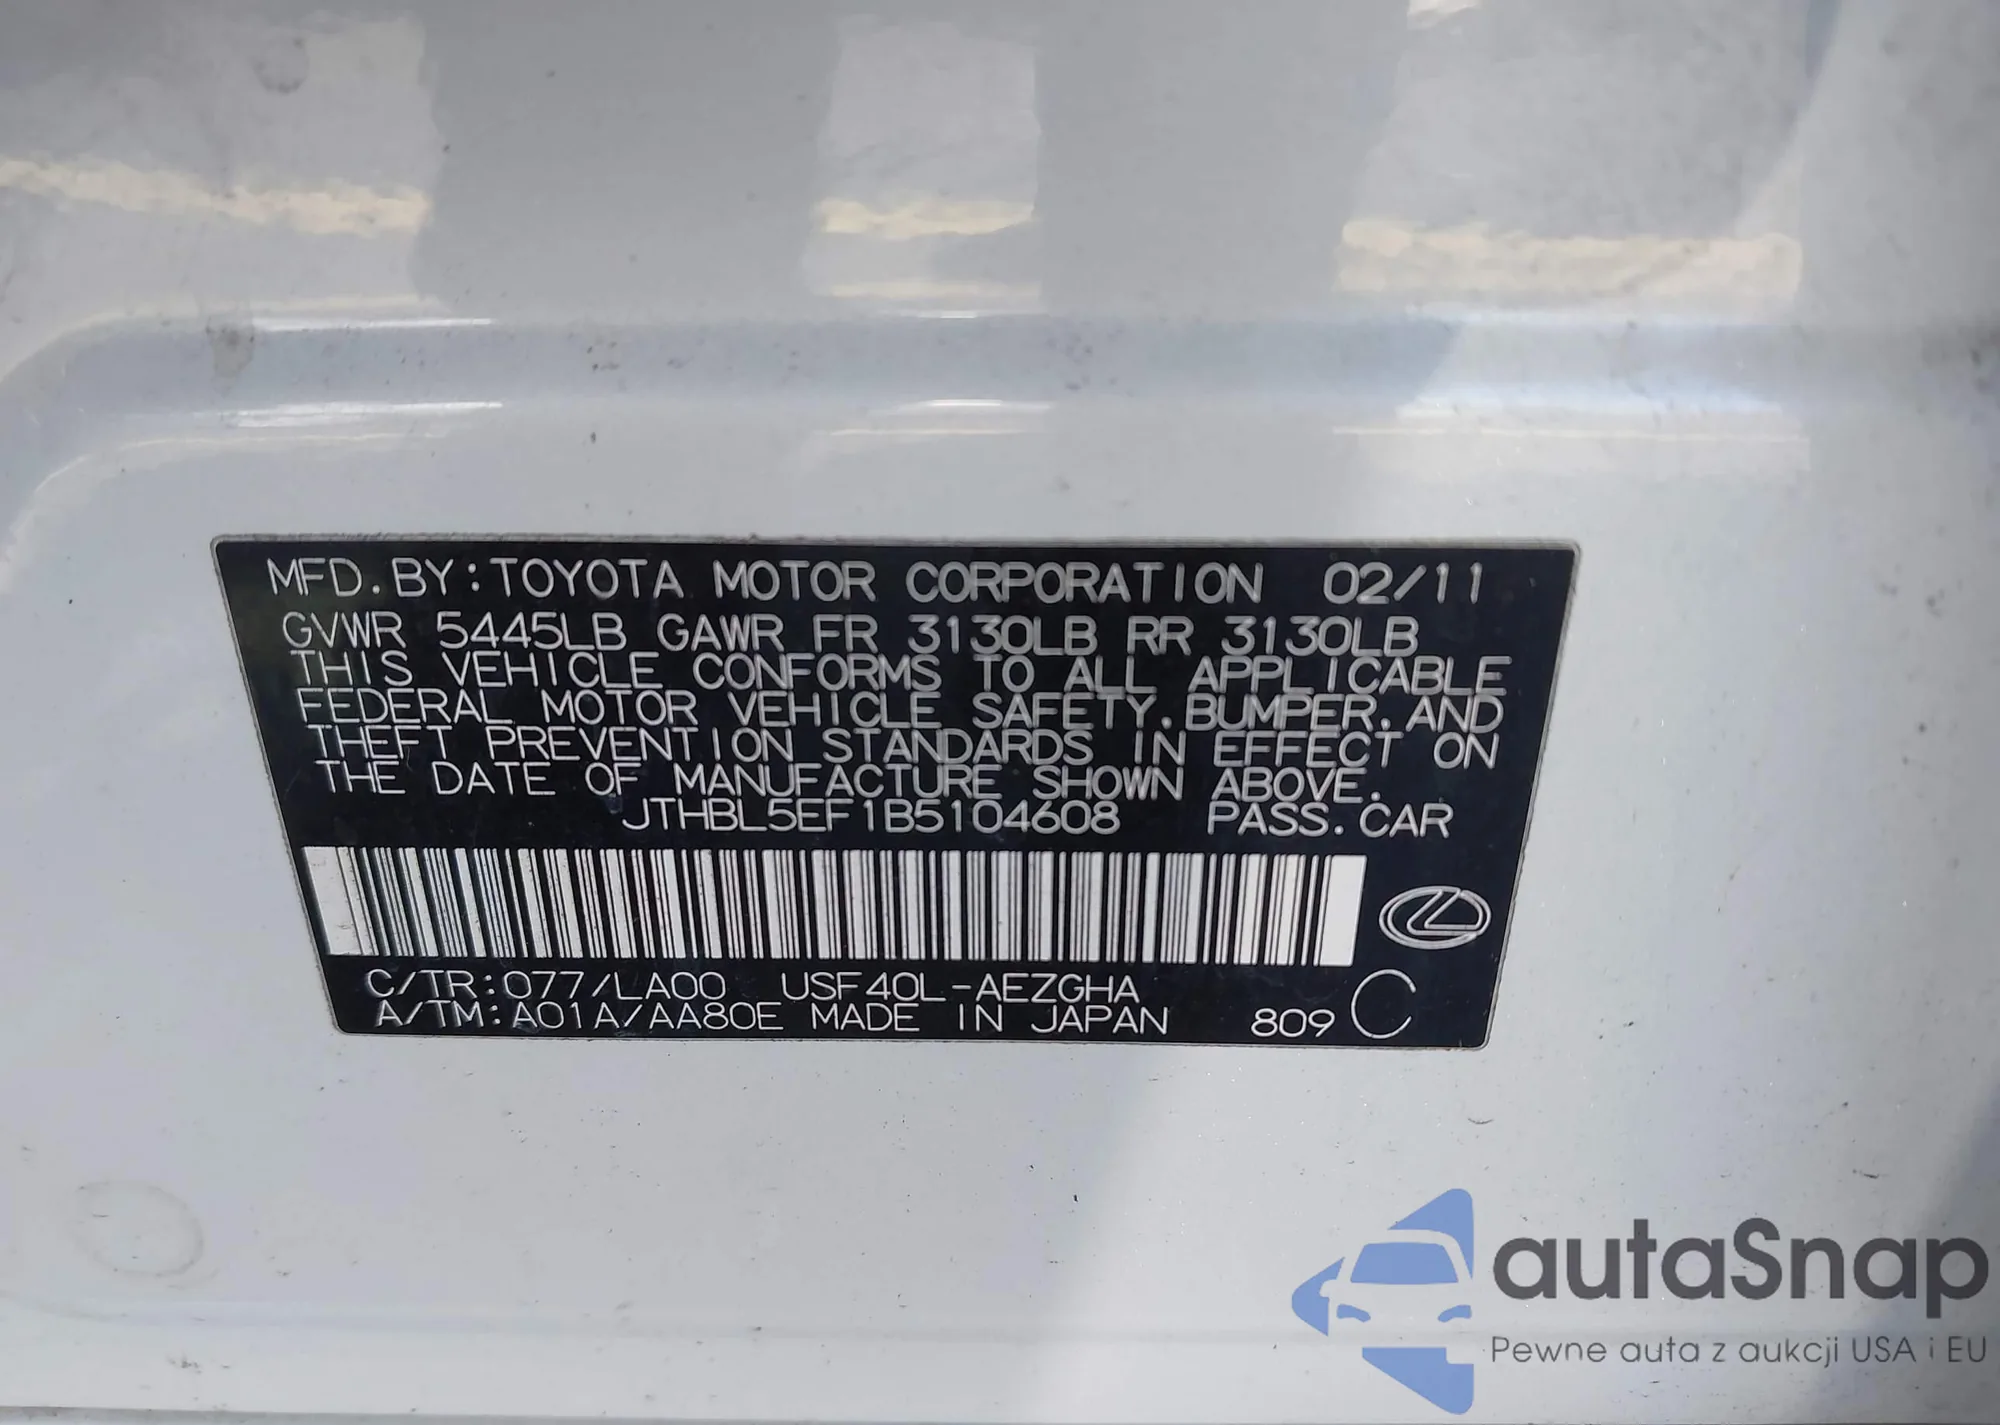 MFD. BY: TOYOTA MOTOR CORPORATION 02/11
GVWR 5445LB GAWR FR 3130LB RR 3130LB
THIS VEHICLE CONFORMS TO ALL APPLICABLE
FEDERAL MOTOR VEHICLE SAFETY, BUMPER, AND
THEFT PREVENTION STANDARDS IN EFFECT ON
THE DATE OF MANUFACTURE SHOWN ABOVE.
JTHBL5EF1B5104608 PASS. CAR
C/TR: 077/LA00 USF40L-AEZGHA
A/TM: A01A/AA80E MADE IN JAPAN 809 C
autaSnap
Pewne auta z aukcji USA i EU